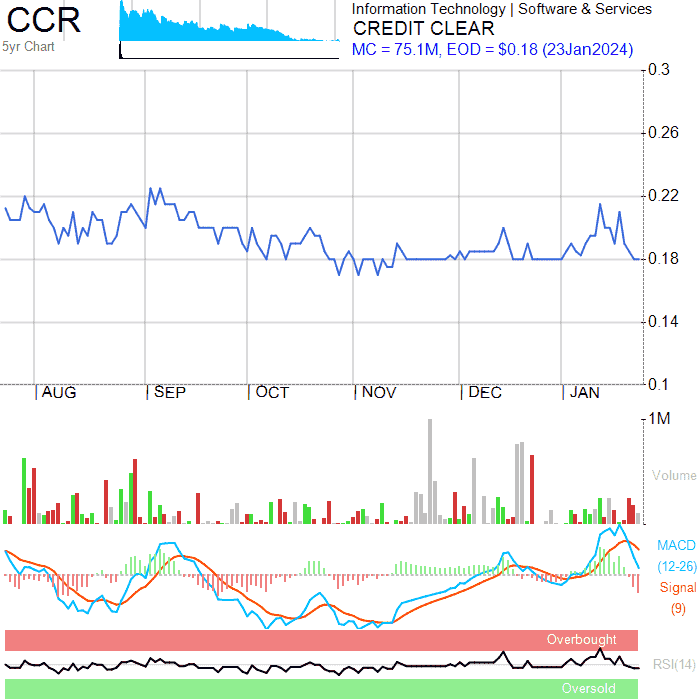 CCR
5yr Chart
Information Technology | Software & Services
CREDIT CLEAR
MC = 75.1M, EOD = $0.18 (23Jan2024)
0.3
0.26
0.22
0.18
0.14
0.1
| AUG | SEP | OCT | NOV | DEC | JAN
1M
Volume
MACD
(12-26)
Signal
(9)
Overbought
RSI(14)
Oversold